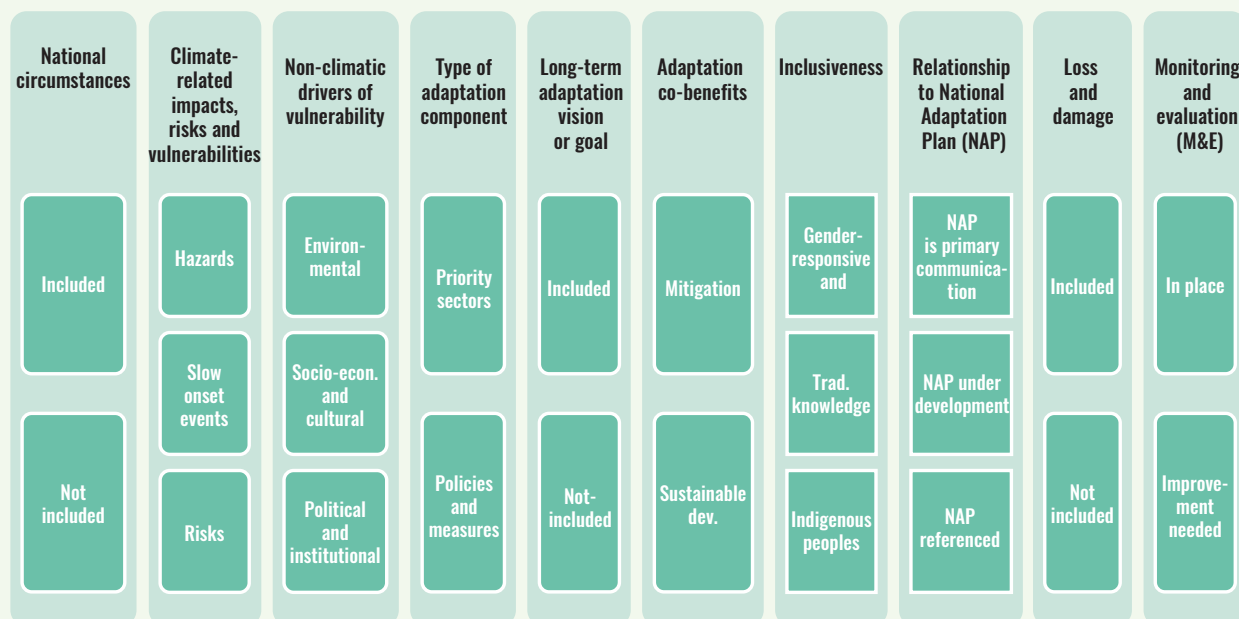 National
circumstances
Included
Not
included
Climate-
related
impacts,
risks and
vulnerabilities
Hazards
Slow
onset
events
Risks
Non-climatic
drivers of
vulnerability
Environ-
mental
Socio-econ.
and
cultural
Political
and
institutional
Type of
adaptation
component
Priority
sectors
Policies
and
measures
Long-term
adaptation
vision
or goal
Included
Not-
included
Adaptation
co-benefits
Mitigation
Sustainable
dev.
Inclusiveness
Gender-
responsive
and
Trad.
knowledge
Indigenous
peoples
Relationship
to National
Adaptation
Plan (NAP)
NAP
is primary
communica-
tion
NAP under
development
NAP
referenced
Loss
and
damage
Included
Not
included
Monitoring
and
evaluation
(M&E)
In place
Improve-
ment
needed